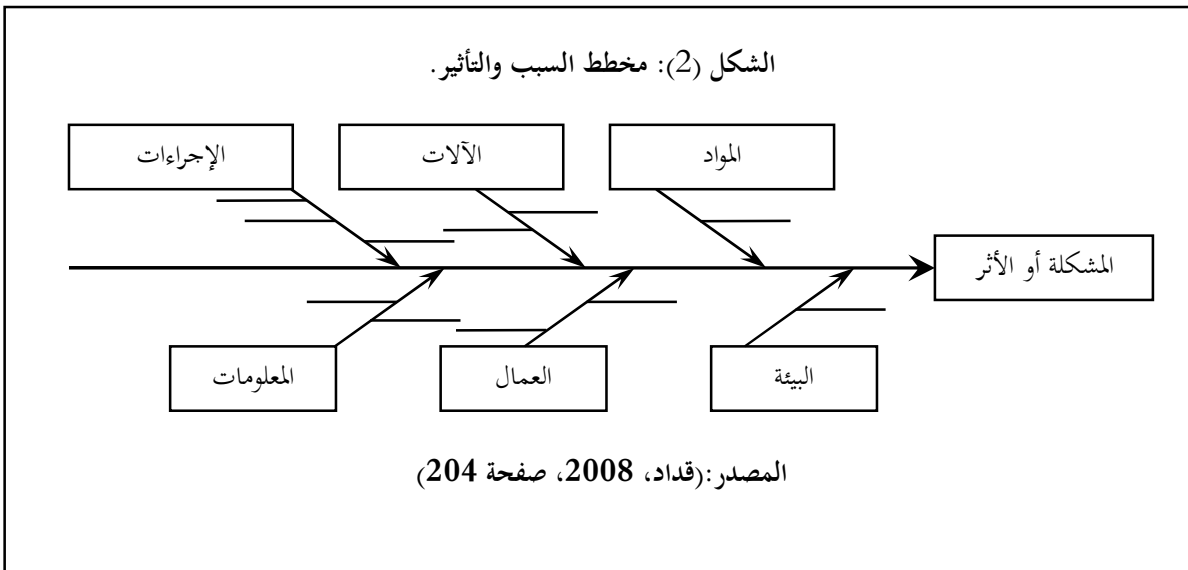 الشكل (2): مخطط السبب والتأثير.
المواد
الآلات
الإجراءات
المشكلة أو الأثر
البيئة
العمال
المعلومات
المصدر:(قداد، 2008، صفحة 204)